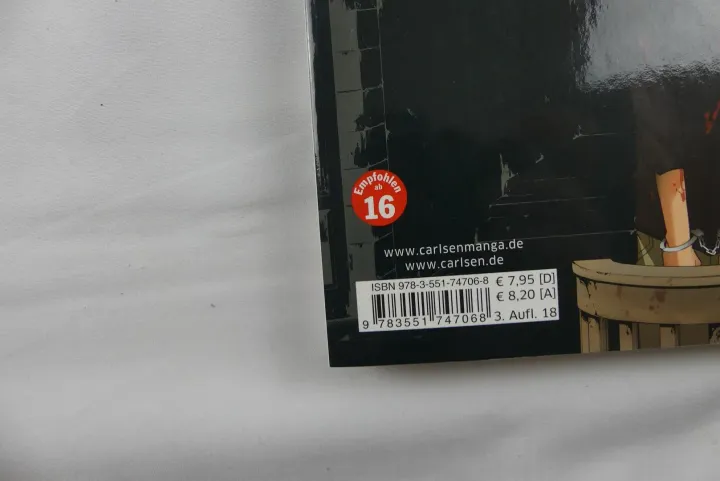 Empfohlen
ab
16
www.carlsenmanga.de
www.carlsen.de
ISBN 978-3-551-74706-8
€ 7,95 [D]
€ 8,20 [A]
9 783551 747068
3. Aufl. 18